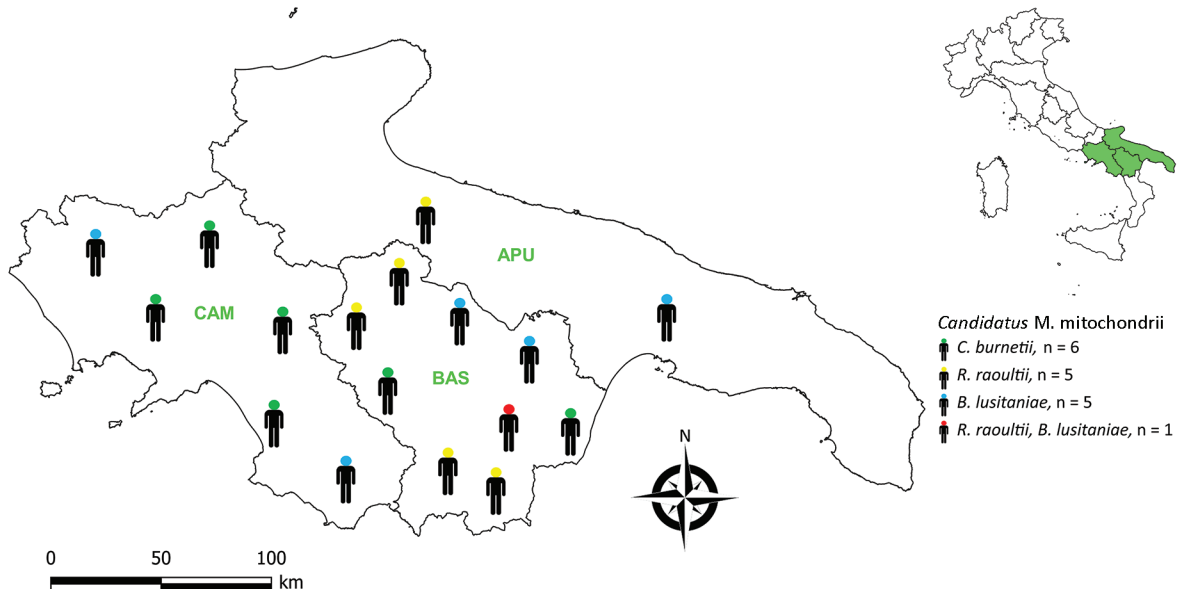 APU
CAM
BAS
N
0 50 100
km
Candidatus M. mitochondrii
C. burnetii, n = 6
R. raoultii, n = 5
B. lusitaniae, n = 5
R. raoultii, B. lusitaniae, n = 1